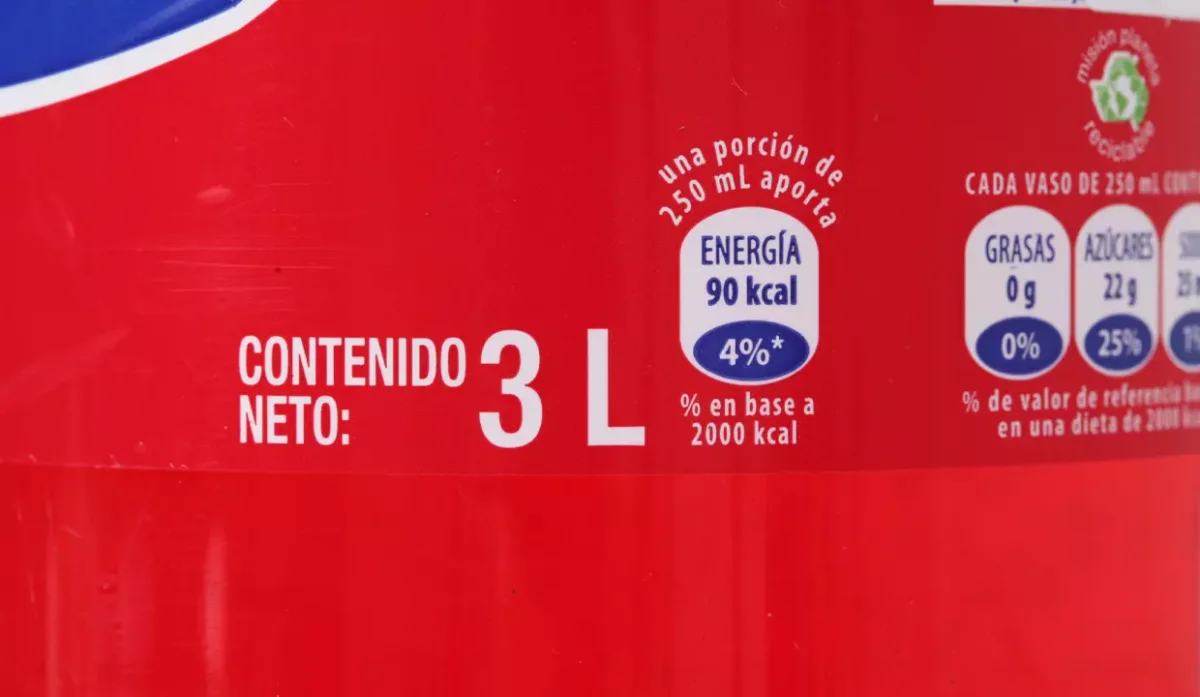 CONTENIDO
NETO:
3 L
una porción de
250 mL aporta
ENERGÍA
90 kcal
4%*
% en base a
2000 kcal
misión planeta
reciclable
CADA VASO DE 250 mL
GRASAS
0 g
0%
AZÚCARES
22 g
25%
% de valor de referencia
en una dieta de 2000